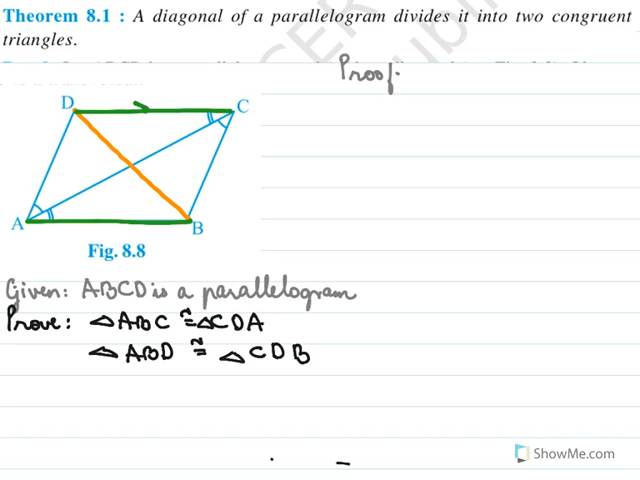 Theorem 8.1 : A diagonal of a parallelogram divides it into two congruent
triangles.
Proof.
D
C
A
B
Fig. 8.8
Given: ABCD is a parallelogram
Prove: △ABC ≅ △CDA
△ABD ≅ △CDB
ShowMe.com